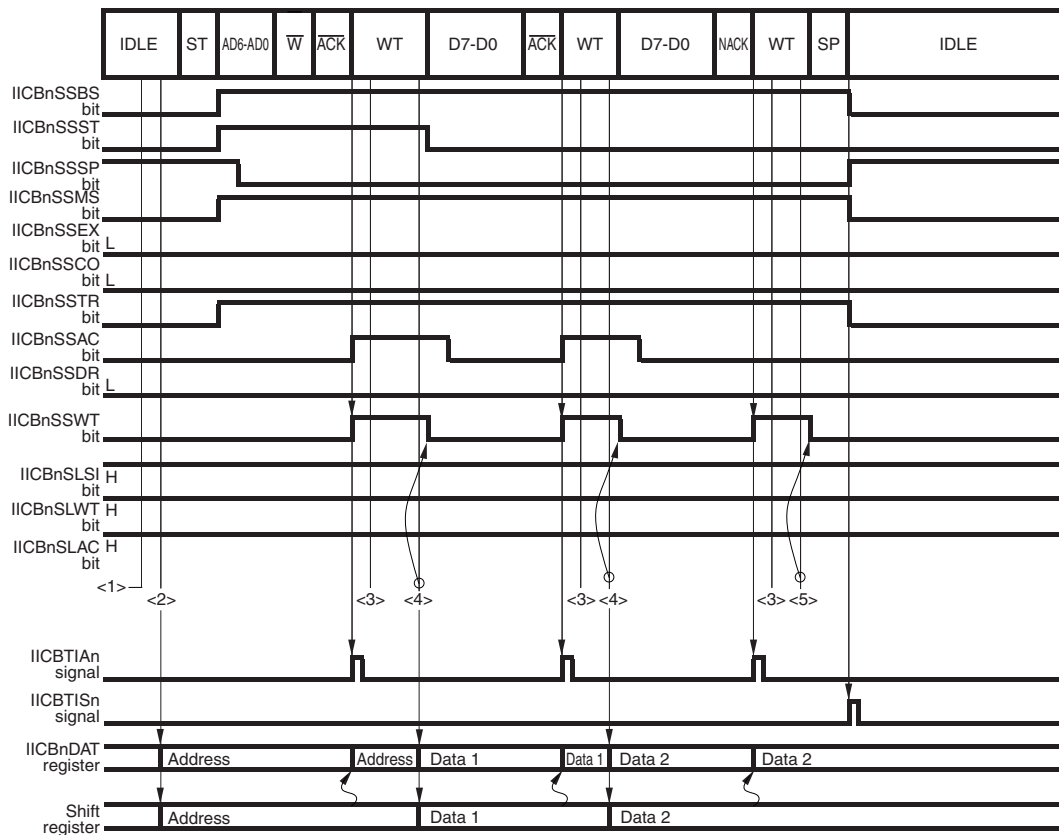 IDLE ST AD6-AD0 W ACK WT D7-D0 ACK WT D7-D0 NACK WT SP IDLE
IICBnSSBS
bit
IICBnSSST
bit
IICBnSSSP
bit
IICBnSSMS
bit
IICBnSSEX
bit L
IICBnSSCO
bit L
IICBnSSTR
bit
IICBnSSAC
bit
IICBnSSDR
bit L
IICBnSSWT
bit
IICBnSLSI
bit H
IICBnSLWT
bit H
IICBnSLAC
bit H
<1>
<2> <3> <4> <3> <4> <3> <5>
IICBTIAn
signal
IICBTISn
signal
IICBnDAT
register Address Address Data 1 Data 1 Data 2 Data 2
Shift
register Address Data 1 Data 2